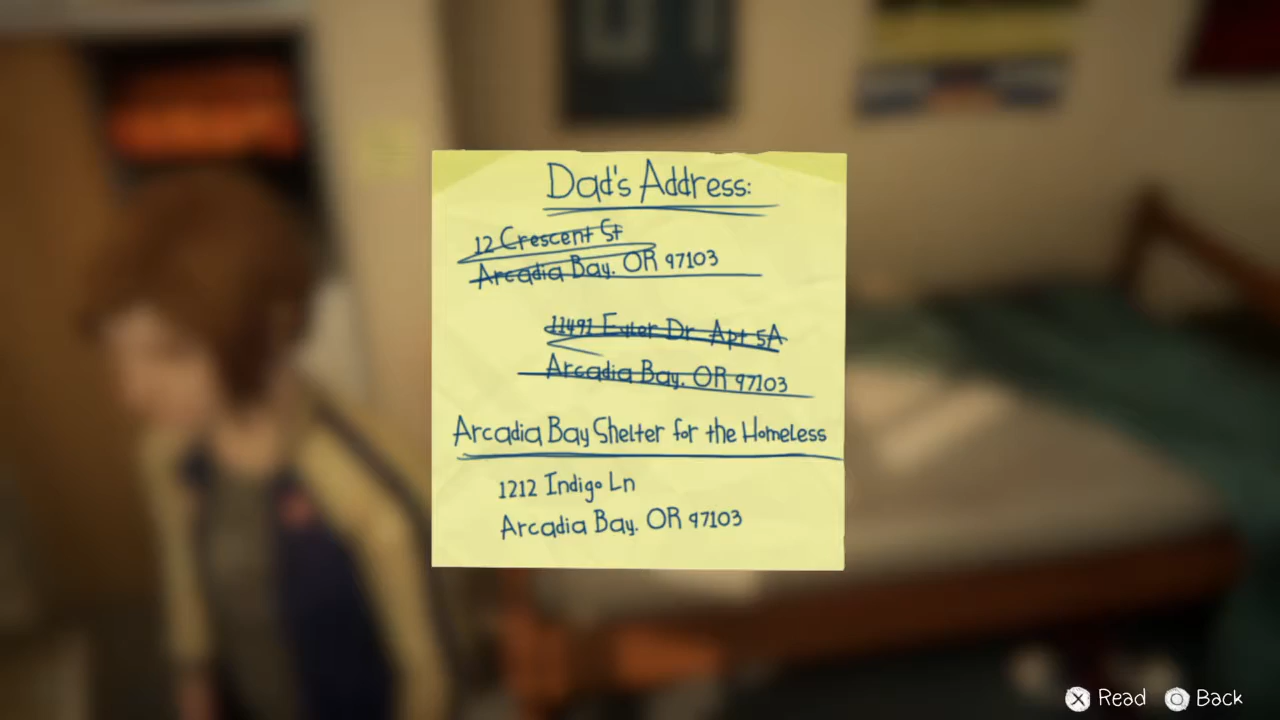 Dad's Address:
12 Crescent St
Arcadia Bay. OR 97103
11491 Eyler Dr. Apt 5A
Arcadia Bay. OR 97103
Arcadia Bay Shelter for the Homeless
1212 Indigo Ln
Arcadia Bay. OR 97103
Read Back